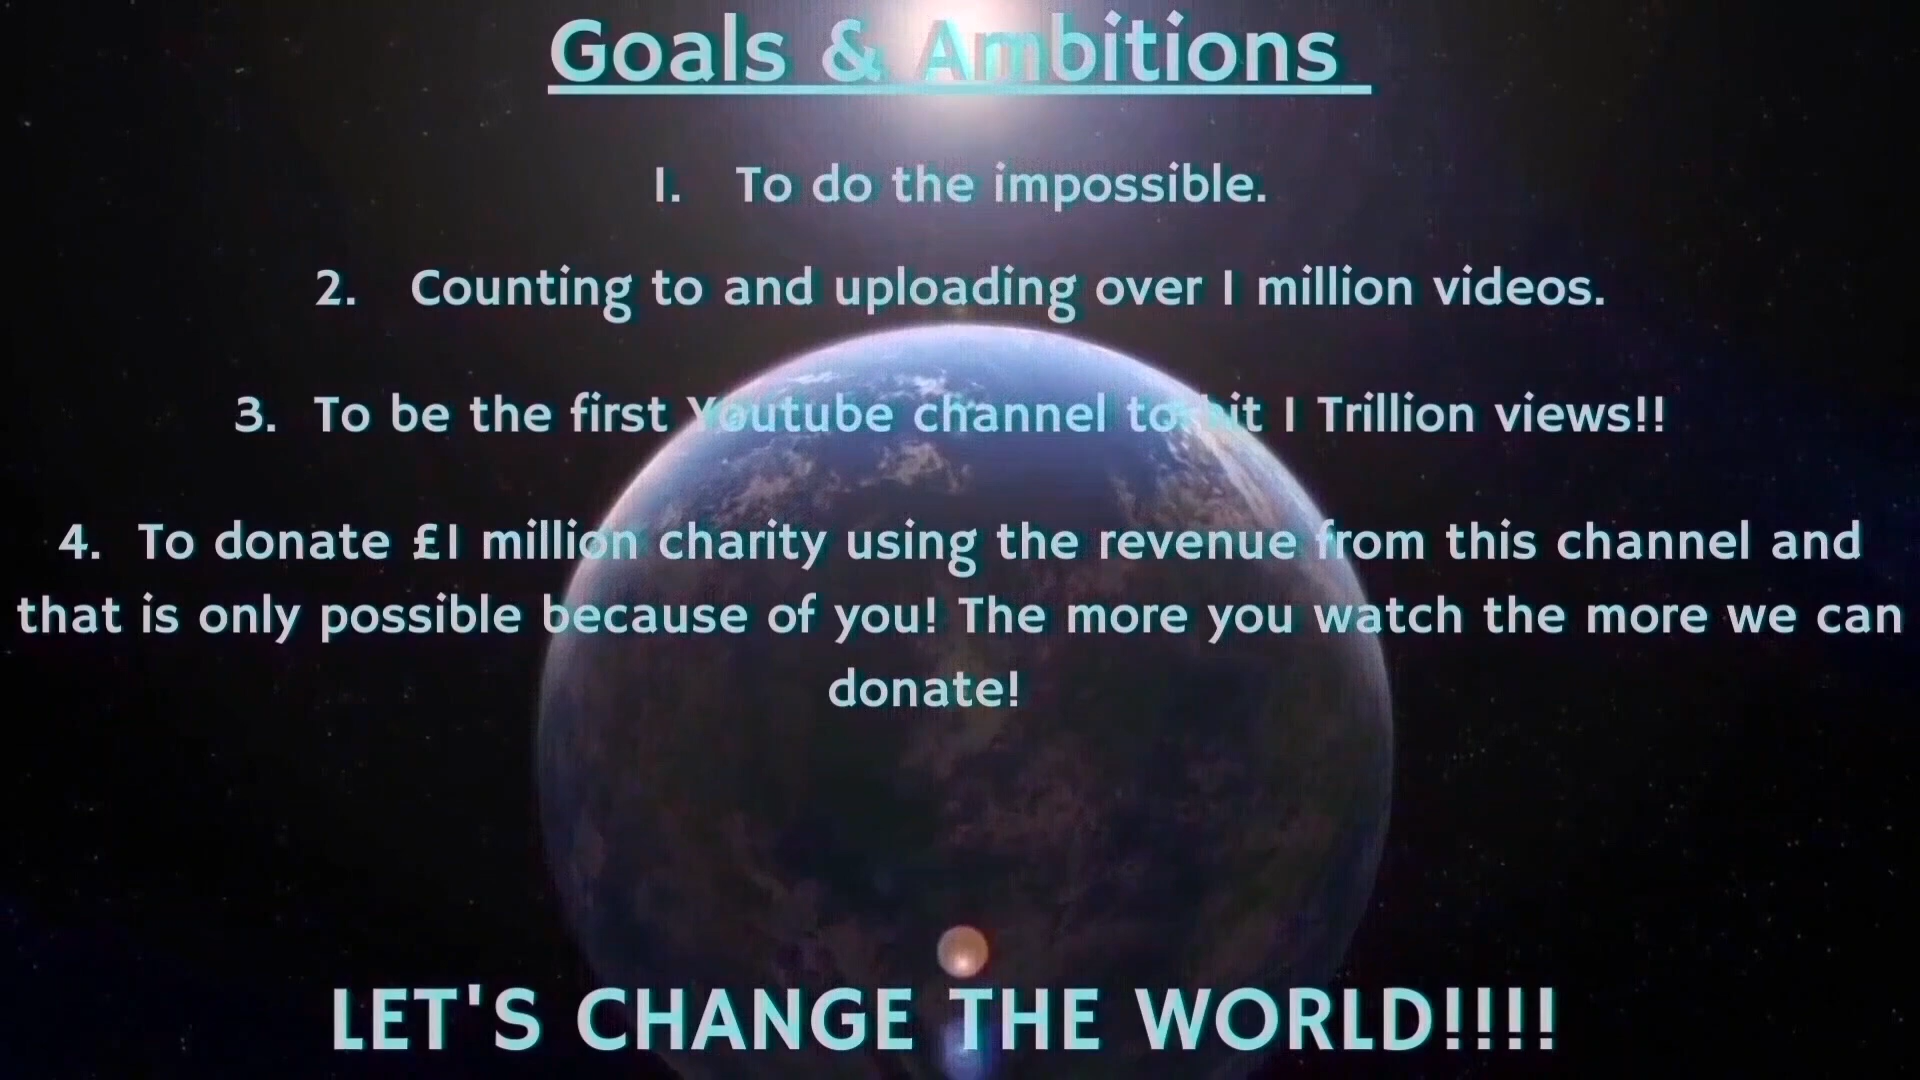 Goals & Ambitions
1. To do the impossible.
2. Counting to and uploading over 1 million videos.
3. To be the first Youtube channel to hit 1 Trillion views!!
4. To donate £1 million charity using the revenue from this channel and
that is only possible because of you! The more you watch the more we can
donate!
LET'S CHANGE THE WORLD!!!!